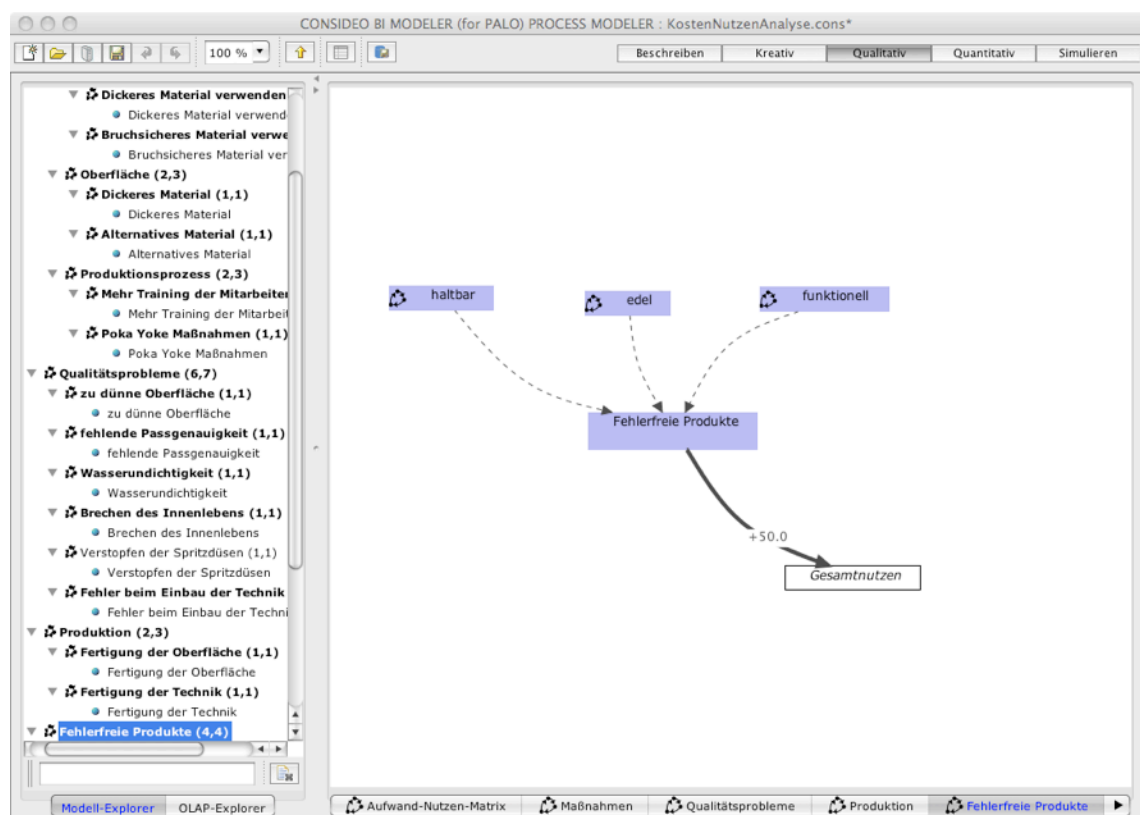 CONSIDEO BI MODELER (for PALO) PROCESS MODELER : KostenNutzenAnalyse.cons*
100 %
Beschreiben
Kreativ
Qualitativ
Quantitativ
Simulieren
Dickeres Material verwenden
Dickeres Material verwend
Bruchsicheres Material verwe
Bruchsicheres Material ver
Oberfläche (2,3)
Dickeres Material (1,1)
Dickeres Material
Alternatives Material (1,1)
Alternatives Material
Produktionsprozess (2,3)
Mehr Training der Mitarbeiter
Mehr Training der Mitarbeit
Poka Yoke Maßnahmen (1,1)
Poka Yoke Maßnahmen
Qualitätsprobleme (6,7)
zu dünne Oberfläche (1,1)
zu dünne Oberfläche
fehlende Passgenauigkeit (1,1)
fehlende Passgenauigkeit
Wasserundichtigkeit (1,1)
Wasserundichtigkeit
Brechen des Innenlebens (1,1)
Brechen des Innenlebens
Verstopfen der Spritzdüsen (1,1)
Verstopfen der Spritzdüsen
Fehler beim Einbau der Technik
Fehler beim Einbau der Techni
Produktion (2,3)
Fertigung der Oberfläche (1,1)
Fertigung der Oberfläche
Fertigung der Technik (1,1)
Fertigung der Technik
Fehlerfreie Produkte (4,4)
Modell-Explorer
OLAP-Explorer
haltbar
edel
funktionell
Fehlerfreie Produkte
+50.0
Gesamtnutzen
Aufwand-Nutzen-Matrix
Maßnahmen
Qualitätsprobleme
Produktion
Fehlerfreie Produkte